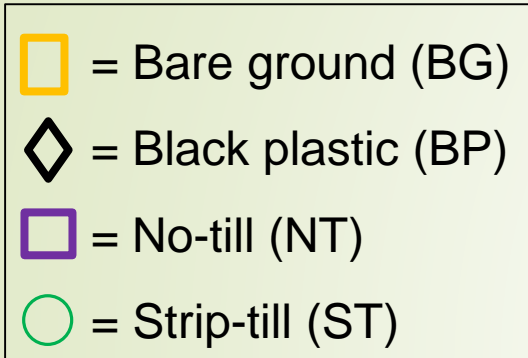 = Bare ground (BG)
= Black plastic (BP)
= No-till (NT)
= Strip-till (ST)